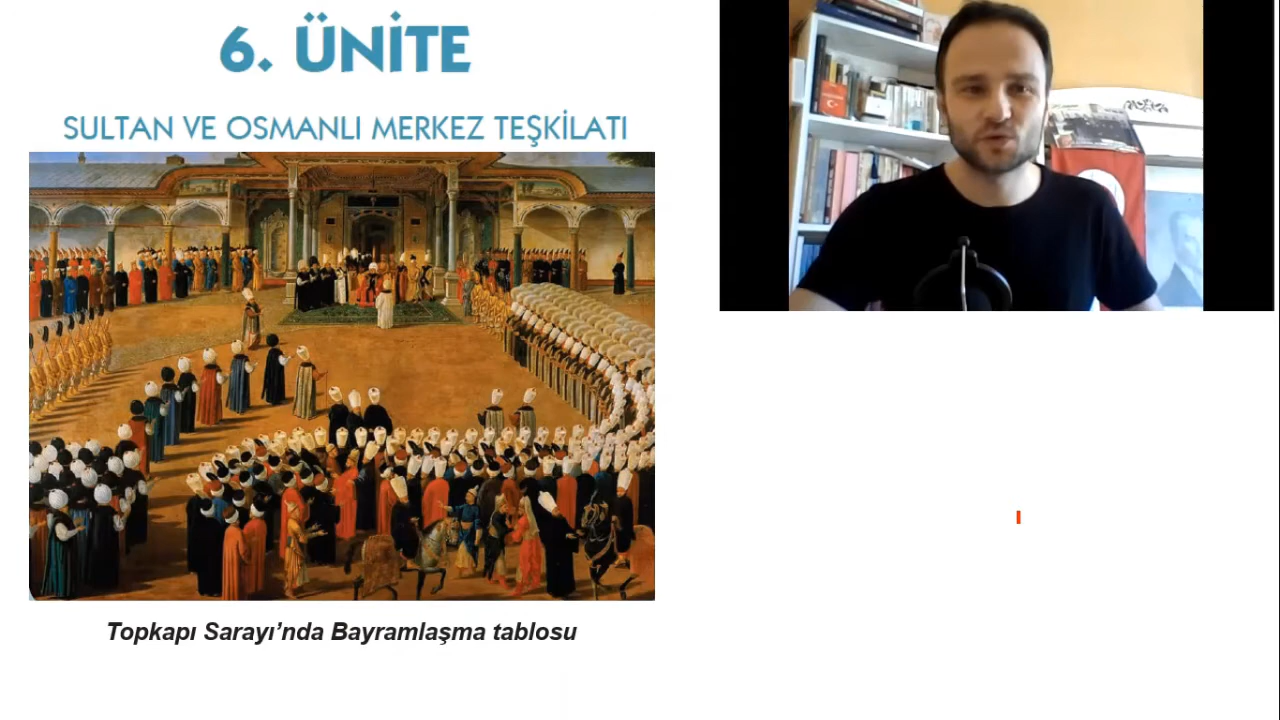 6. ÜNİTE
SULTAN VE OSMANLI MERKEZ TEŞKİLATI
Topkapı Sarayı’nda Bayramlaşma tablosu